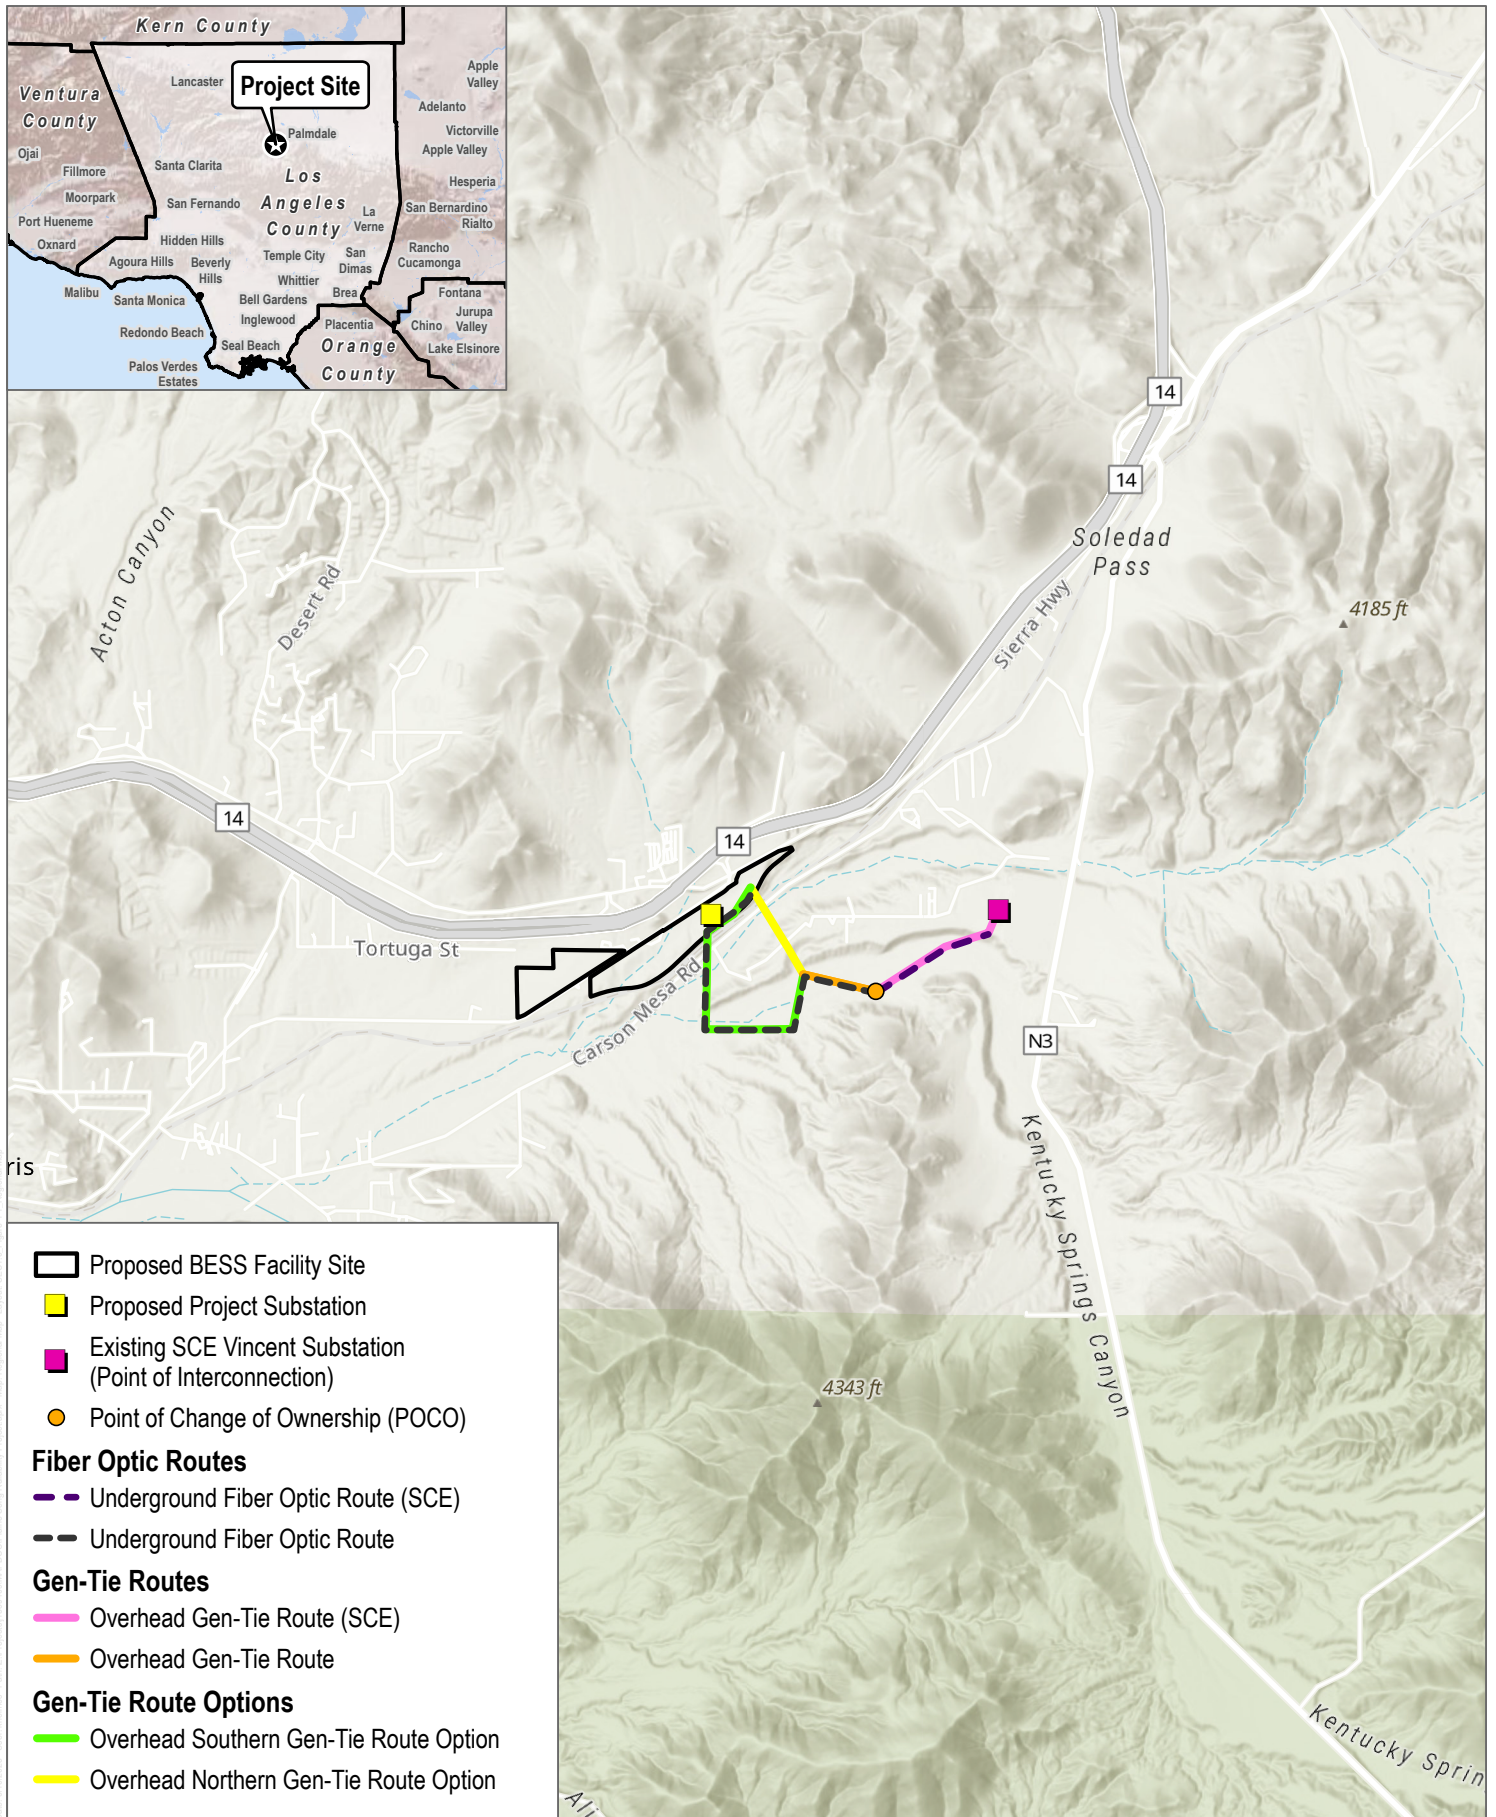 Kern County
Lancaster
Project Site
Apple
Valley
Ventura
County
Adelanto
Palmdale
Victorville
Apple Valley
Ojai
Fillmore
Santa Clarita
Los
Angeles
County
Hesperia
Moorpark
San Fernando
La
Verne
San Bernardino
Rialto
Port Hueneme
Oxnard
Hidden Hills
Agoura Hills
Beverly
Hills
Temple City
San
Dimas
Rancho
Cucamonga
Malibu
Santa Monica
Whittier
Brea
Bell Gardens
Fontana
Redondo Beach
Inglewood
Placentia
Chino
Jurupa
Valley
Seal Beach
Orange
County
Lake Elsinore
Palos Verdes
Estates
14
14
Soledad
Pass
Acton Canyon
Desert Rd
Sierra Hwy
4185 ft
14
14
Tortuga St
Carson Mesa Rd
N3
ris
Kentucky Springs Canyon
4343 ft
Kentucky Sprin
Ali
Proposed BESS Facility Site
Proposed Project Substation
Existing SCE Vincent Substation
(Point of Interconnection)
Point of Change of Ownership (POCO)
Fiber Optic Routes
Underground Fiber Optic Route (SCE)
Underground Fiber Optic Route
Gen-Tie Routes
Overhead Gen-Tie Route (SCE)
Overhead Gen-Tie Route
Gen-Tie Route Options
Overhead Southern Gen-Tie Route Option
Overhead Northern Gen-Tie Route Option